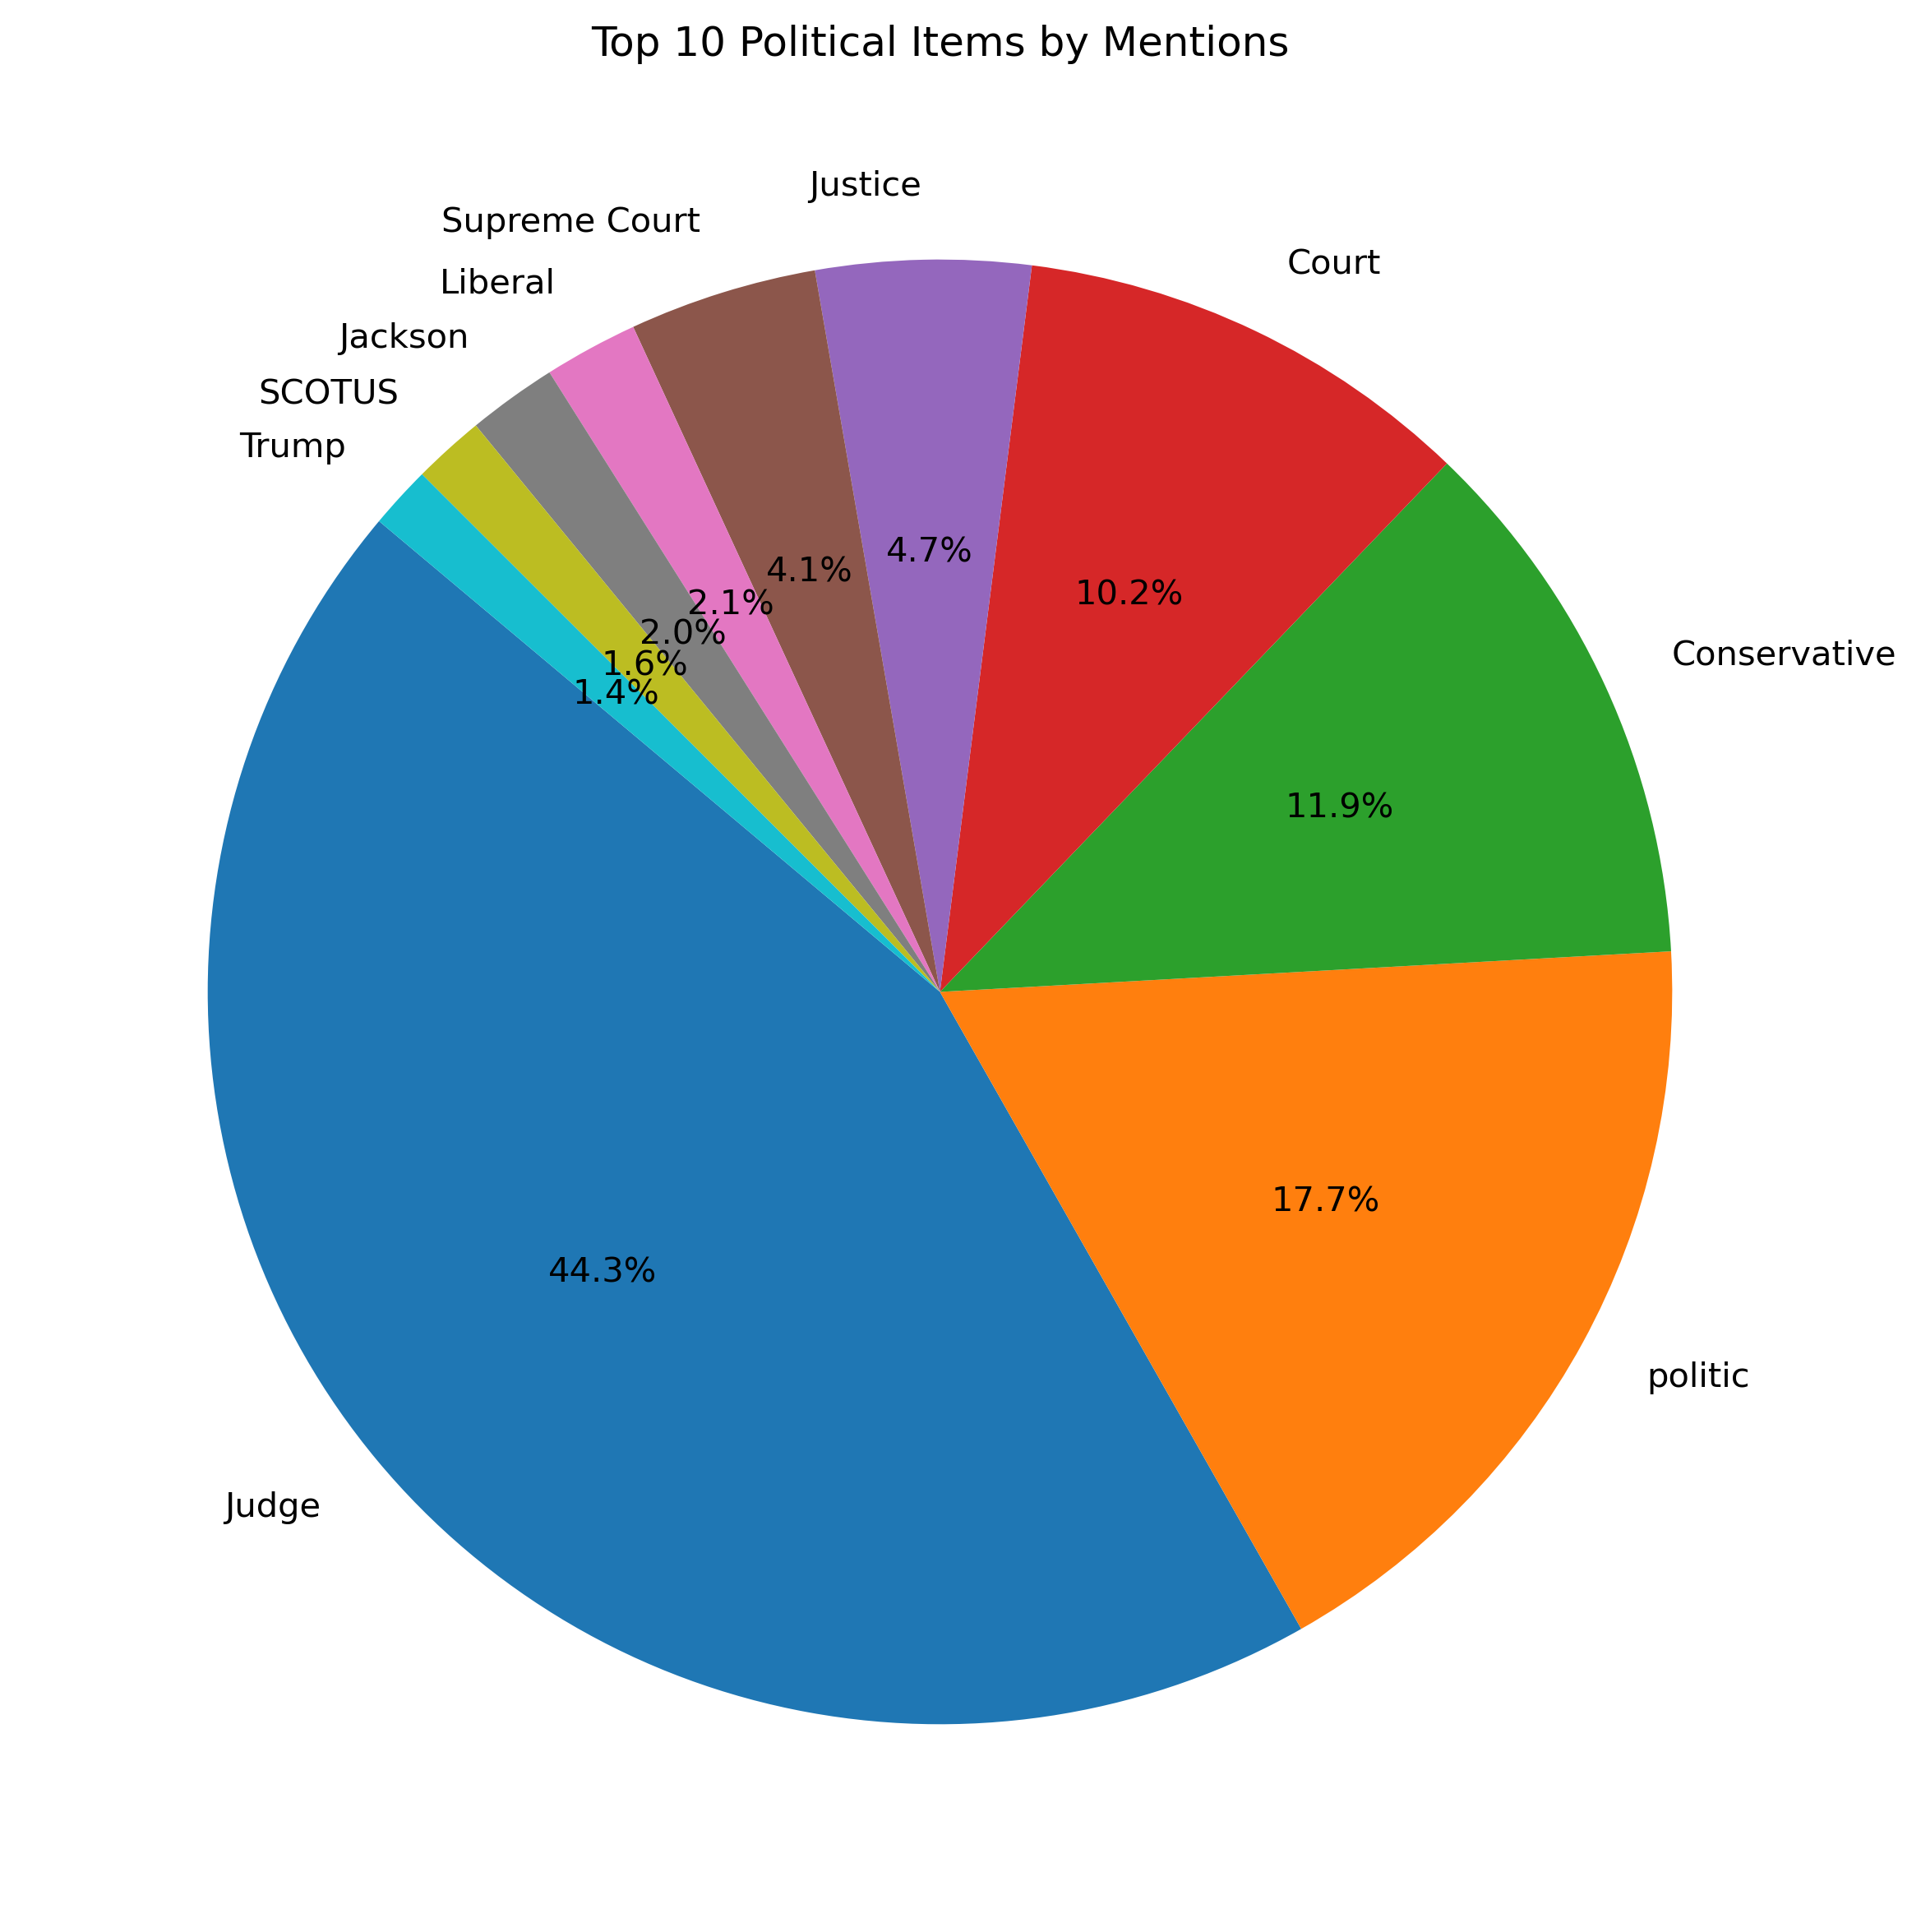 Top 10 Political Items by Mentions
Justice
Supreme Court
Court
Liberal
Jackson
SCOTUS
Trump
4.7%
4.1%
10.2%
2.1%
2.0%
Conservative
1.6%
1.4%
11.9%
17.7%
44.3%
politic
Judge